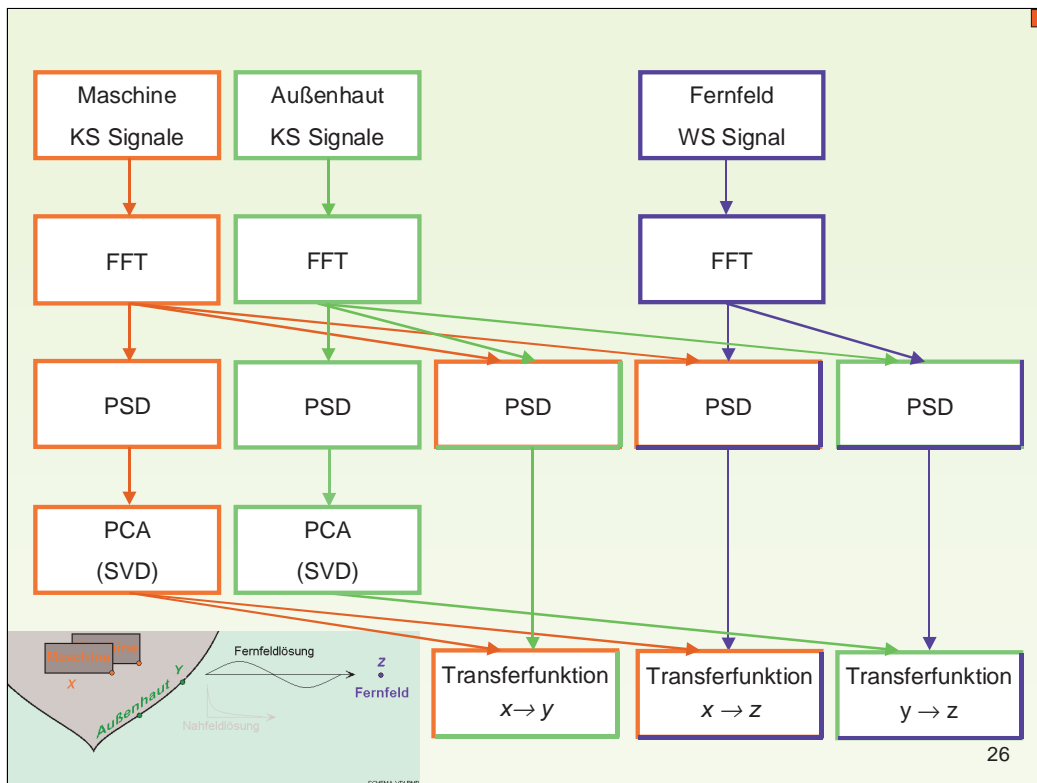 Maschine
KS Signale
Außenhaut
KS Signale
Fernfeld
WS Signal
FFT
FFT
FFT
PSD
PSD
PSD
PSD
PSD
PCA
(SVD)
PCA
(SVD)
Transferfunktion
x→ y
Transferfunktion
x → z
Transferfunktion
y → z
Maschine
x
Außenhaut Y
Fernfeldlösung
Nahfeldlösung
z
Fernfeld
26